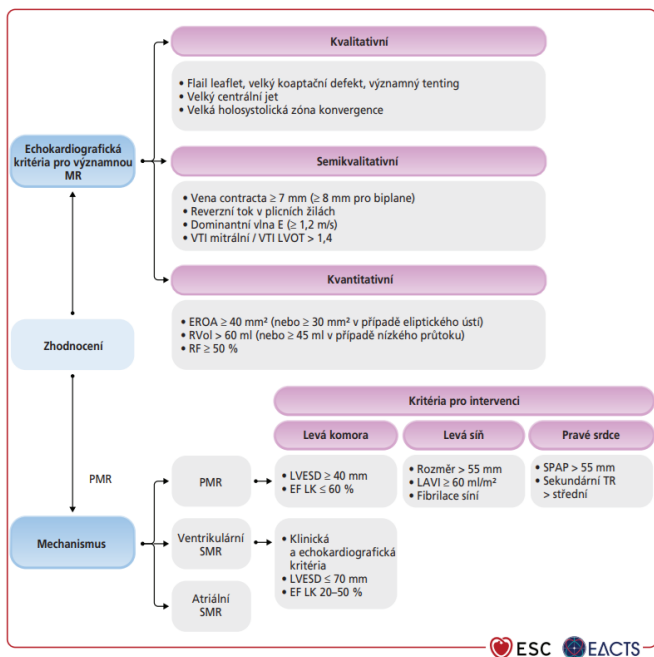 Kvalitativní
• Flail leaflet, velký koaptační defekt, významný tenting
• Velký centrální jet
• Velká holosystolická zóna konvergence
Echokardiografická
kritéria pro významnou
MR
Semikvalitativní
• Vena contracta ≥ 7 mm (≥ 8 mm pro biplane)
• Reverzní tok v plicních žilách
• Dominantní vlna E (≥ 1,2 m/s)
• VTI mitrální / VTI LVOT > 1,4
Kvantitativní
• EROA ≥ 40 mm² (nebo ≥ 30 mm² v případě eliptického ústí)
• RVol > 60 ml (nebo ≥ 45 ml v případě nízkého průtoku)
• RF ≥ 50 %
Zhodnocení
Kritéria pro intervenci
Levá komora
Levá síň
Pravé srdce
PMR
PMR
• LVESD ≥ 40 mm
• EF LK ≤ 60 %
• Rozměr > 55 mm
• LAVI ≥ 60 ml/m²
• Fibrilace síní
• SPAP > 55 mm
• Sekundární TR
> střední
Mechanismus
Ventrikulární
SMR
• Klinická
a echokardiografická
kritéria
• LVESD ≤ 70 mm
• EF LK 20–50 %
Atriální
SMR
ESC
EACTS